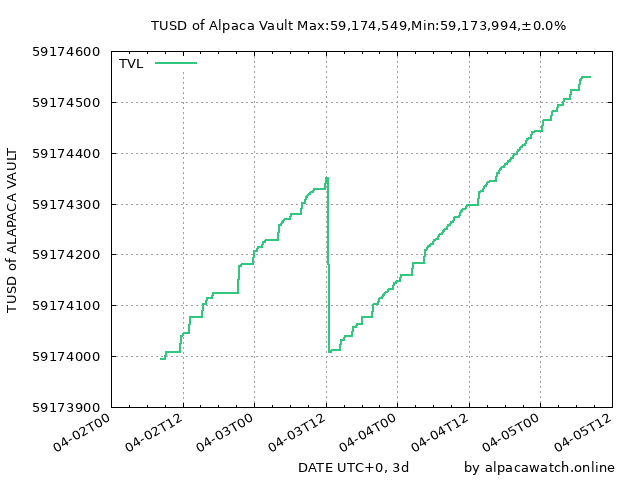 TUSD of Alpaca Vault Max:59,174,549,Min:59,173,994,±0.0%
TVL
59174600
59174500
59174400
59174300
59174200
59174100
59174000
59173900
TUSD of ALAPACA VAULT
04-02T00
04-02T12
04-03T00
04-03T12
04-04T00
04-04T12
04-05T00
04-05T12
DATE UTC+0, 3d
by alpacawatch.online